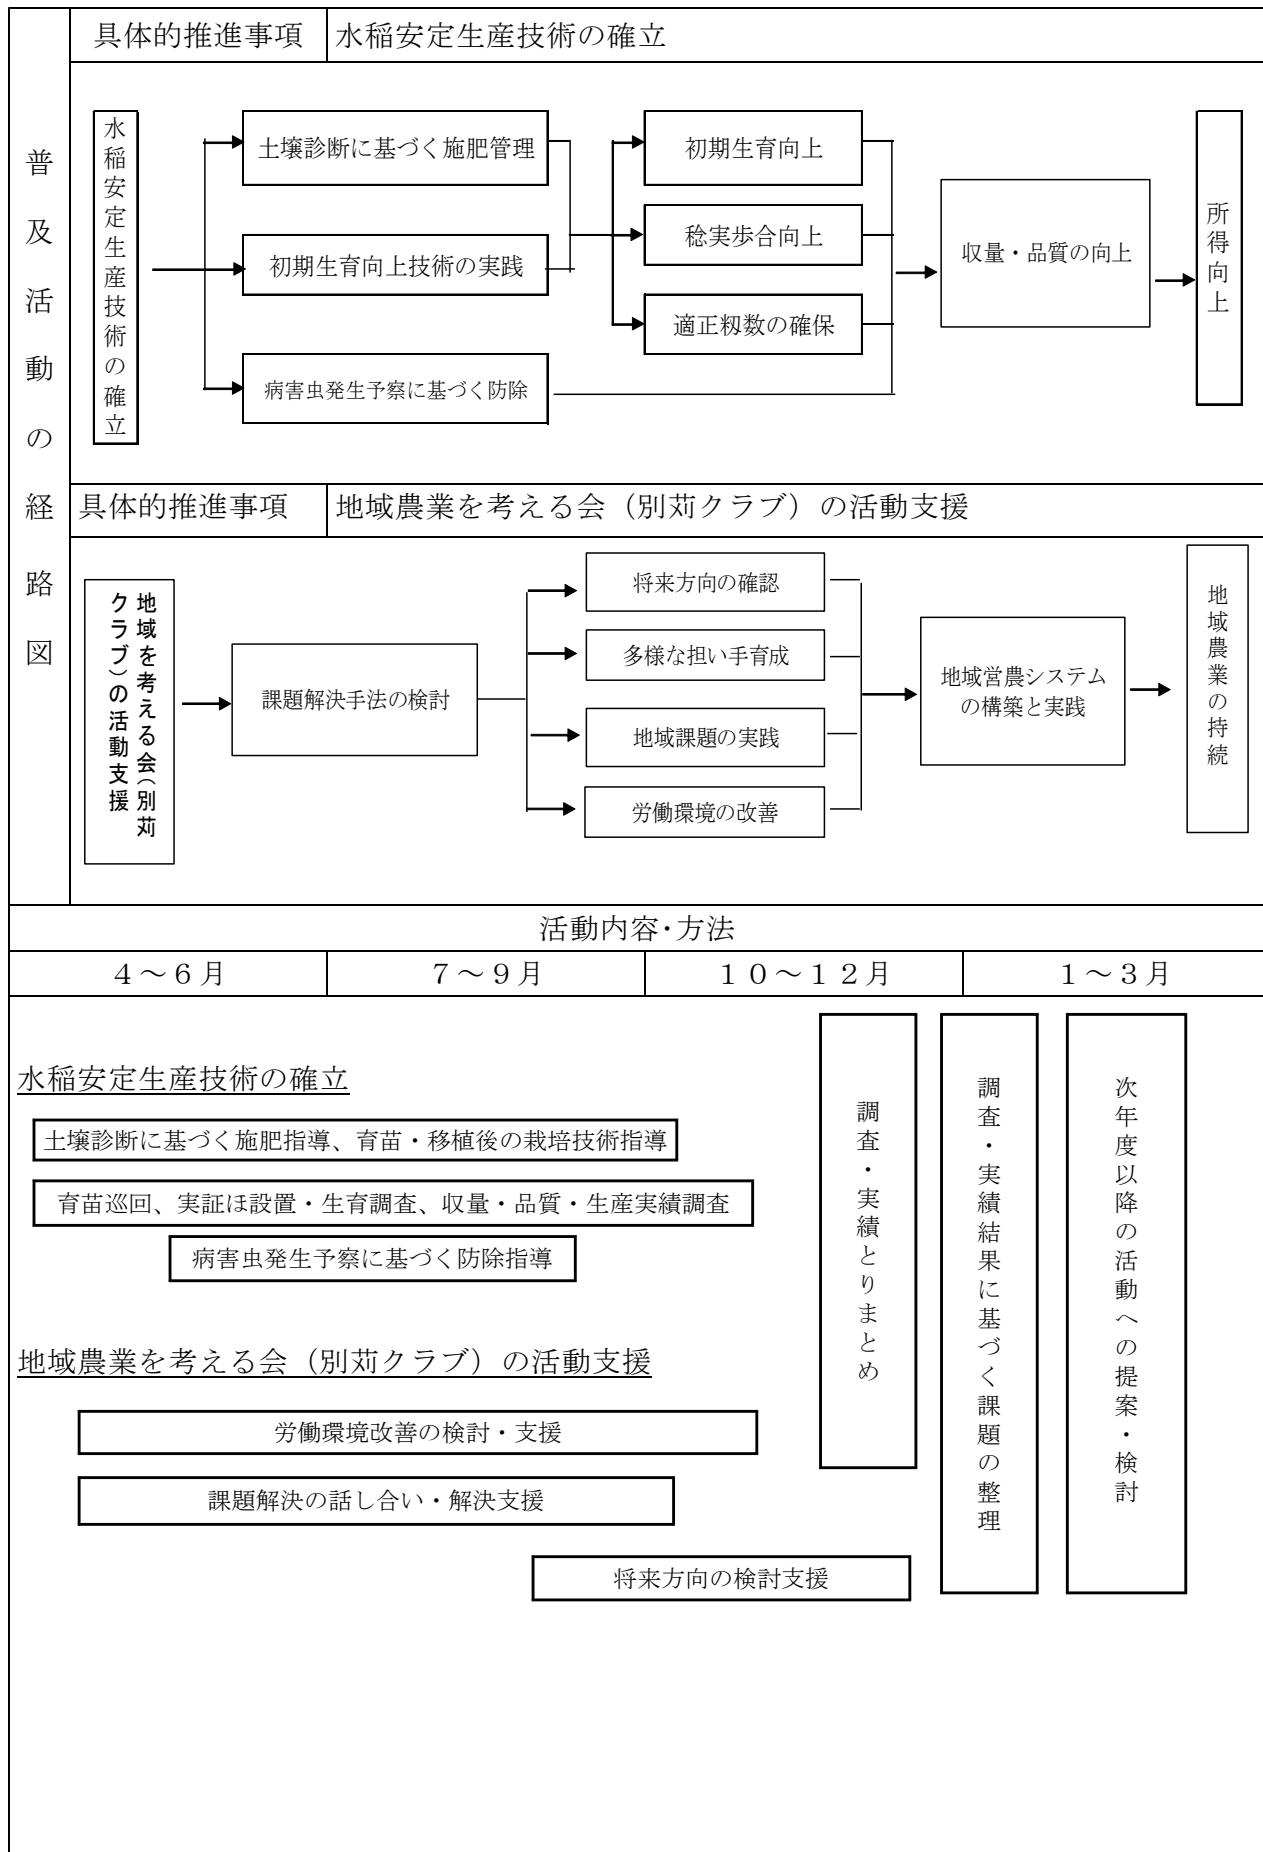 普及活動の経路図
具体的推進事項
水稲安定生産技術の確立
水稲安定生産技術の確立
土壌診断に基づく施肥管理
初期生育向上技術の実践
病害虫発生予察に基づく防除
初期生育向上
稔実歩合向上
適正籾数の確保
収量・品質の向上
所得向上
具体的推進事項
地域農業を考える会（別苅クラブ）の活動支援
地域を考える会（別苅
クラブ）の活動支援
課題解決手法の検討
将来方向の確認
多様な担い手育成
地域課題の実践
労働環境の改善
地域営農システム
の構築と実践
地域農業の持続
活動内容・方法
４～６月
７～９月
１０～１２月
１～３月
水稲安定生産技術の確立
土壌診断に基づく施肥指導、育苗・移植後の栽培技術指導
育苗巡回、実証ほ設置・生育調査、収量・品質・生産実績調査
病害虫発生予察に基づく防除指導
地域農業を考える会（別苅クラブ）の活動支援
労働環境改善の検討・支援
課題解決の話し合い・解決支援
将来方向の検討支援
調査・実績とりまとめ
調査・実績結果に基づく課題の整理
次年度以降の活動への提案・検討